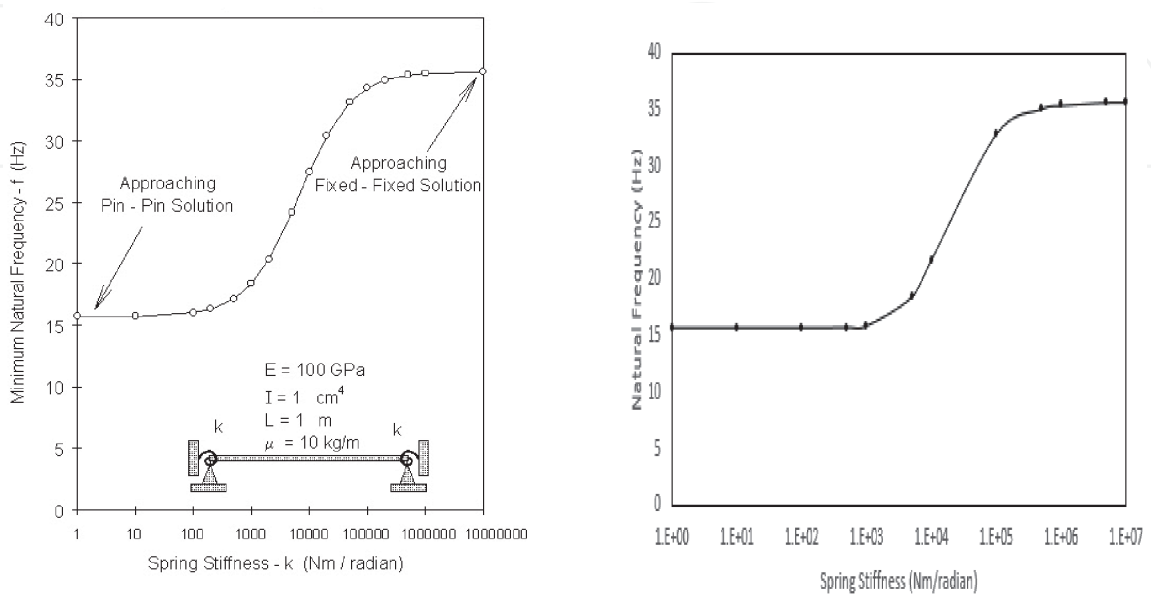 40
35
30
25
20
15
10
5
0
Minimum Natural Frequency - f (Hz)
Approaching
Pin - Pin Solution
Approaching
Fixed - Fixed Solution
E = 100 GPa
I = 1 cm⁴
L = 1 m
μ = 10 kg/m
k
k
1 10 100 1000 10000 100000 1000000 10000000
Spring Stiffness - k (Nm / radian)
40
35
30
25
20
15
10
5
0
Natural Frequency (Hz)
1.E+00 1.E+01 1.E+02 1.E+03 1.E+04 1.E+05 1.E+06 1.E+07
Spring Stiffness (Nm/radian)